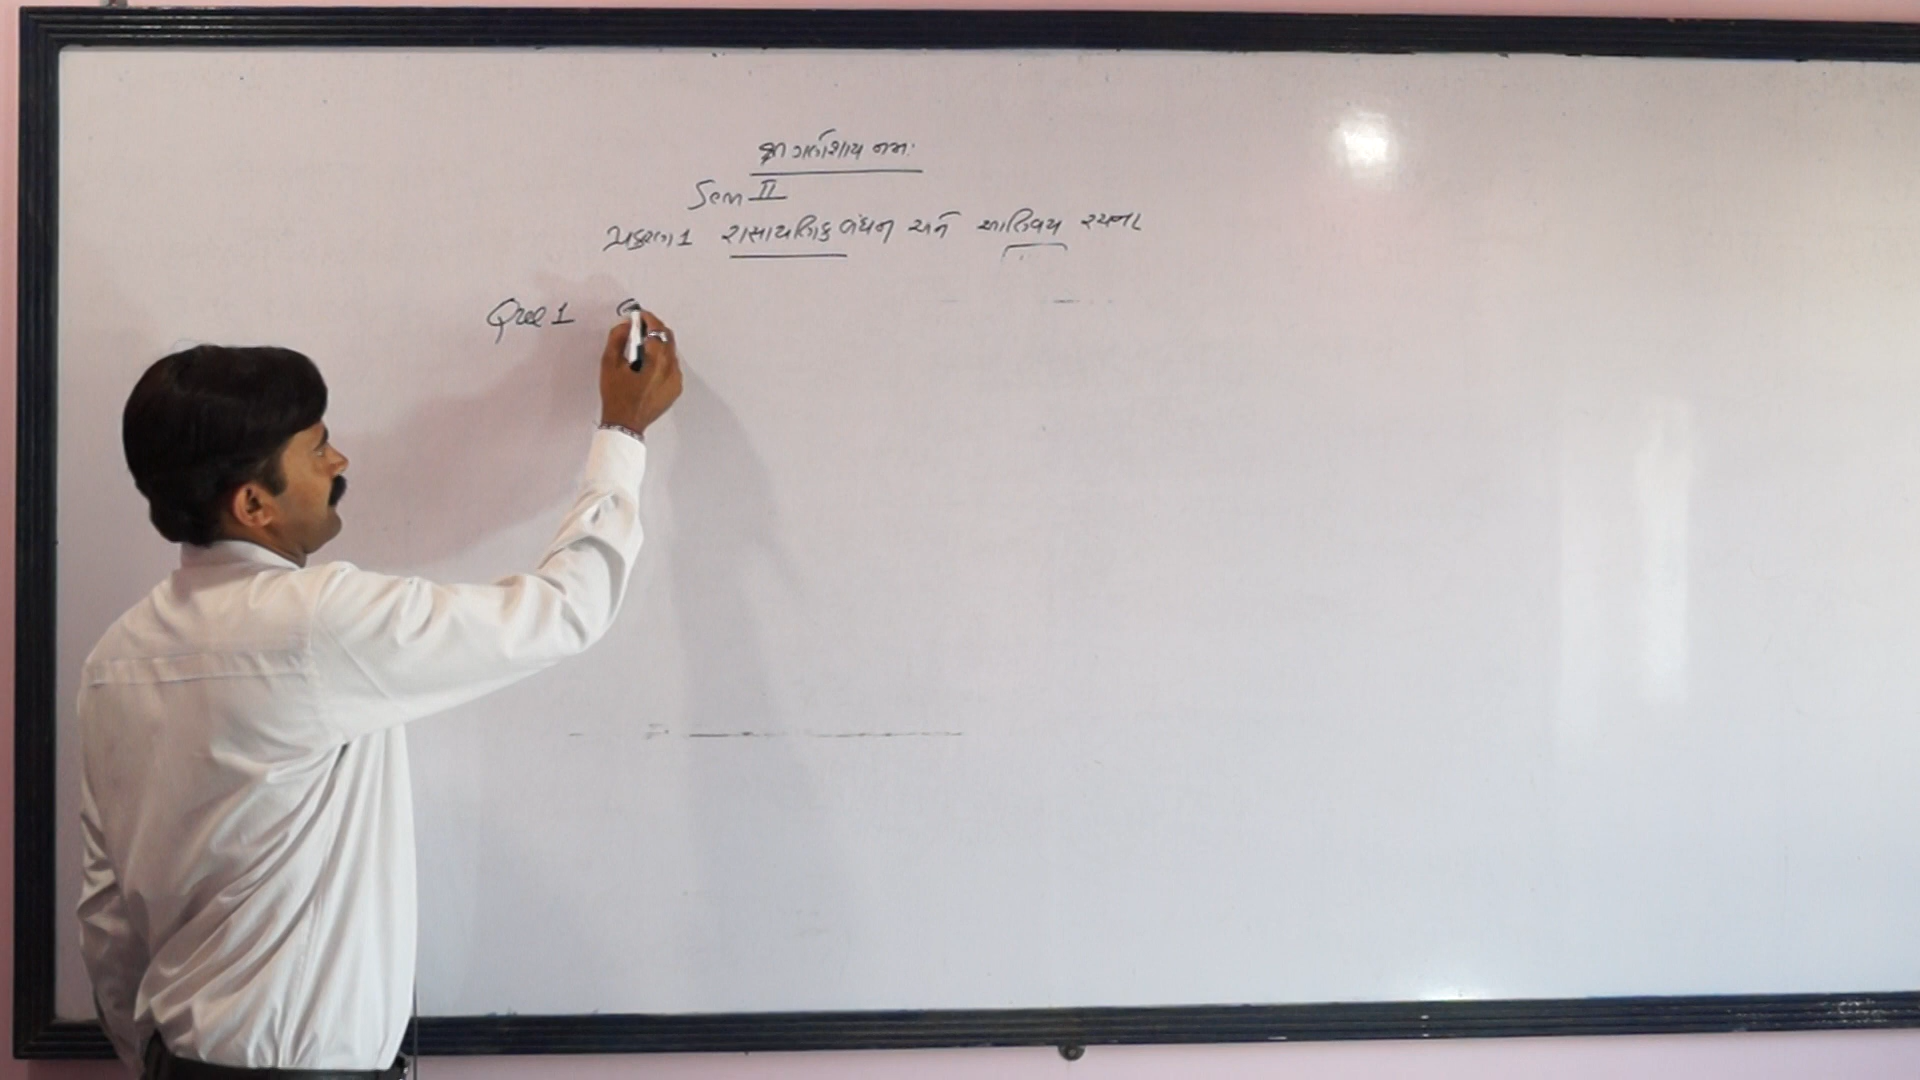 શ્રી ગણેશાય નમઃ
Sem II
પ્રકરણ 1 રાસાયણિક બંધન અને આણ્વિય રચના
Que 1